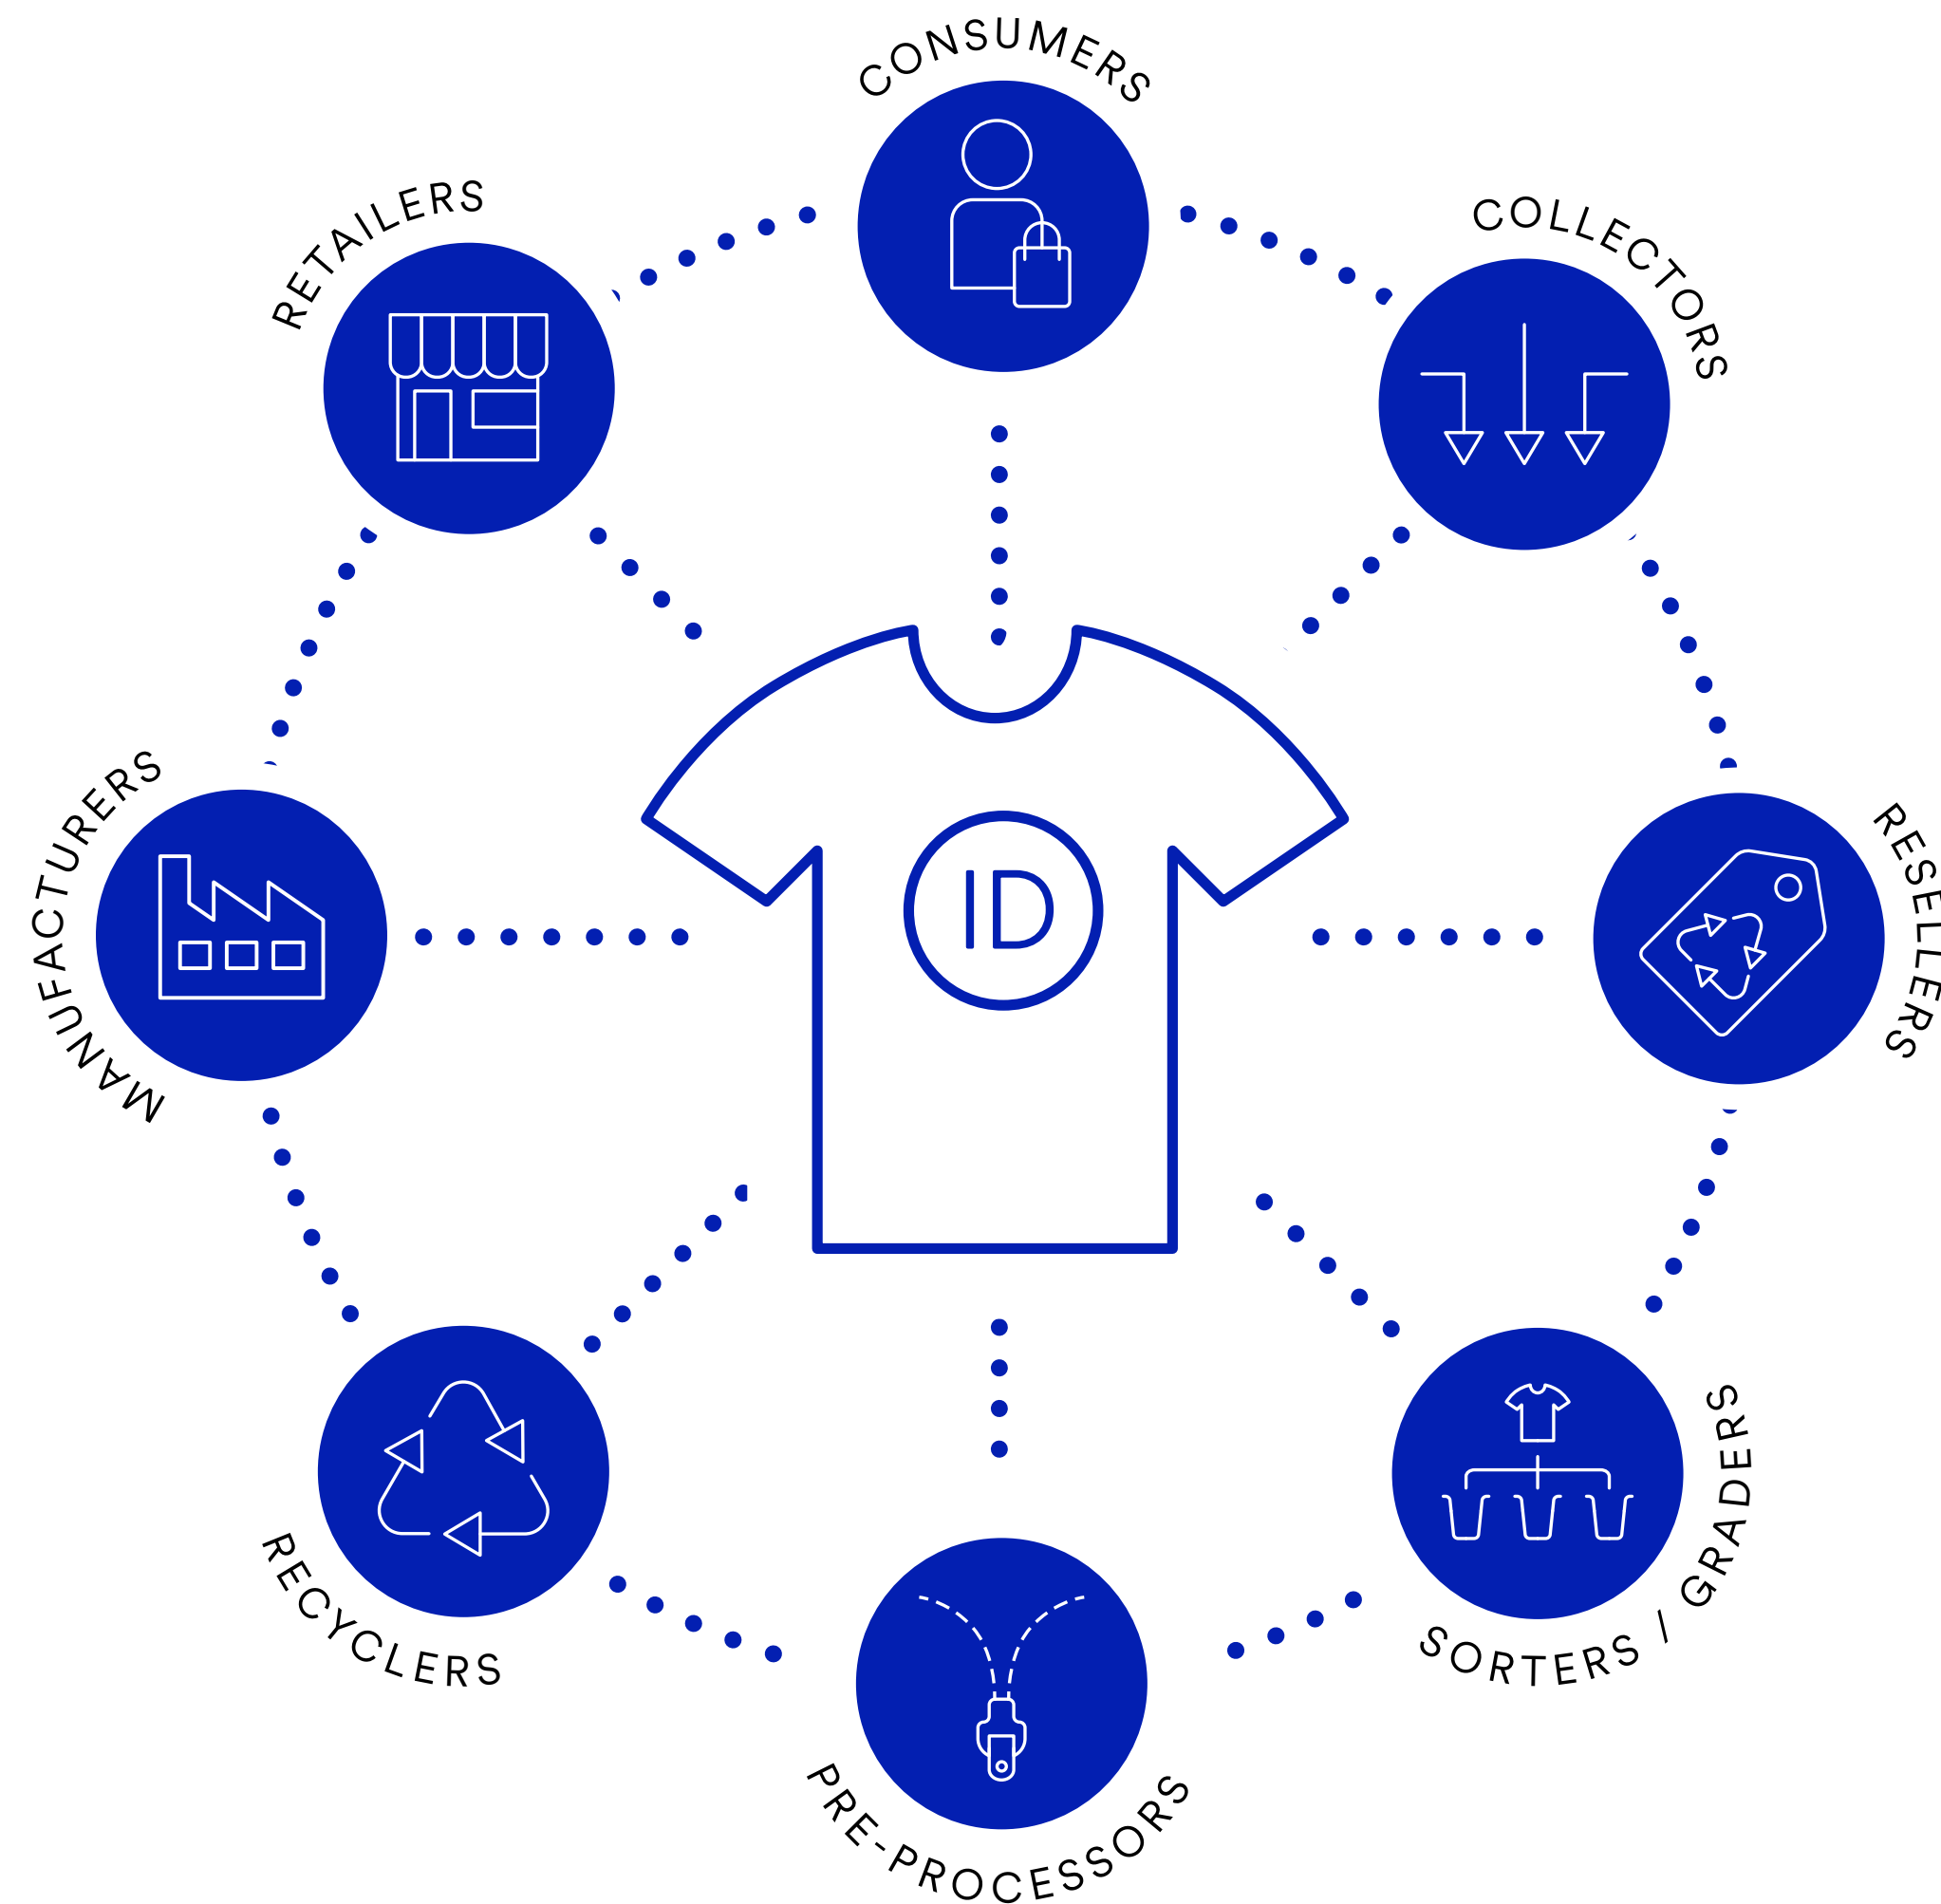 CONSUMERS
COLLECTORS
RETAILERS
MANUFACTURERS
ID
RESELLERS
RECYCLERS
SORTERS / GRADERS
PRE-PROCESSORS